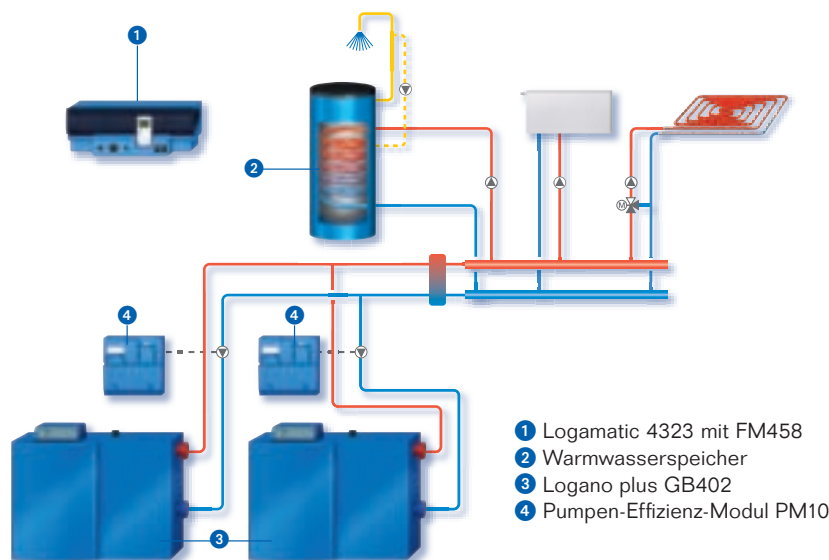 1
2
M
4
4
3
1 Logamatic 4323 mit FM458
2 Warmwasserspeicher
3 Logano plus GB402
4 Pumpen-Effizienz-Modul PM10